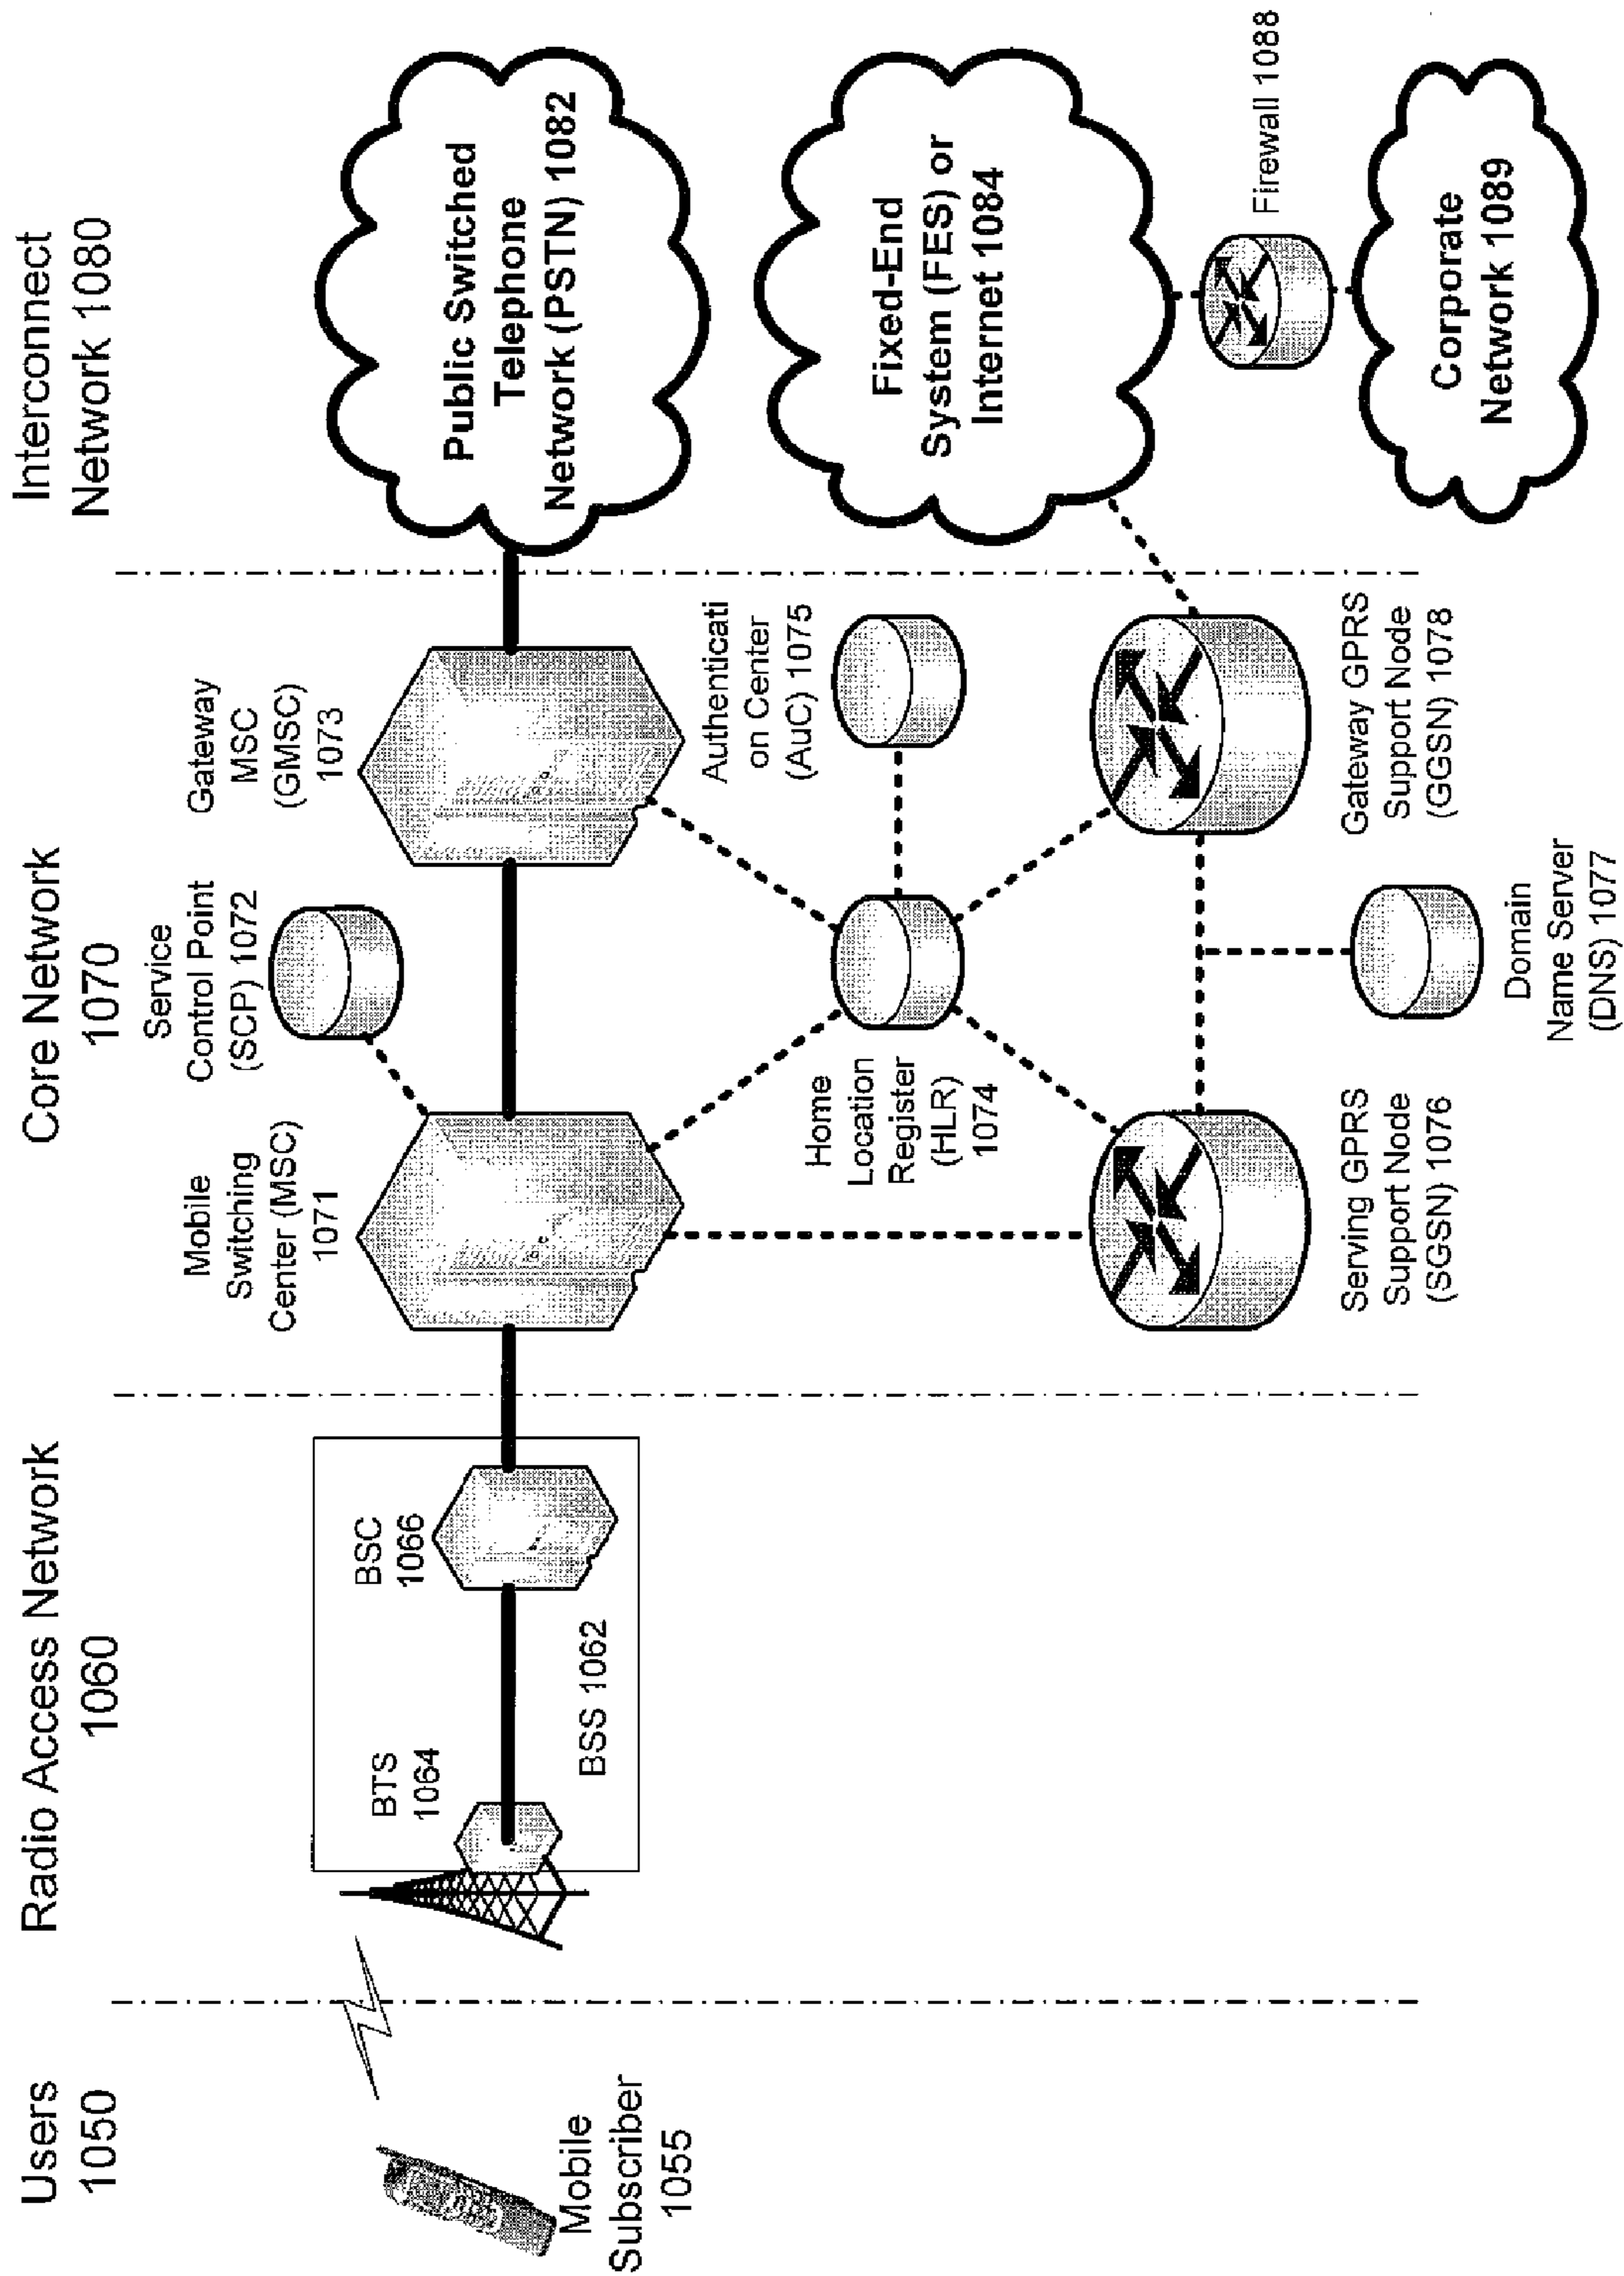 Users
1050
Radio Access Network
1060
Core Network
1070
Interconnect
Network 1080
Mobile
Subscriber
1055
BTS
1064
BSC
1066
BSS 1062
Mobile
Switching
Center (MSC)
1071
Service
Control Point
(SCP) 1072
Gateway
MSC
(GMSC)
1073
Public Switched
Telephone
Network (PSTN) 1082
Home
Location
Register
(HLR)
1074
Authenticati
on Center
(AuC) 1075
Fixed-End
System (FES) or
Internet 1084
Serving GPRS
Support Node
(SGSN) 1076
Domain
Name Server
(DNS) 1077
Gateway GPRS
Support Node
(GGSN) 1078
Firewall 1088
Corporate
Network 1089